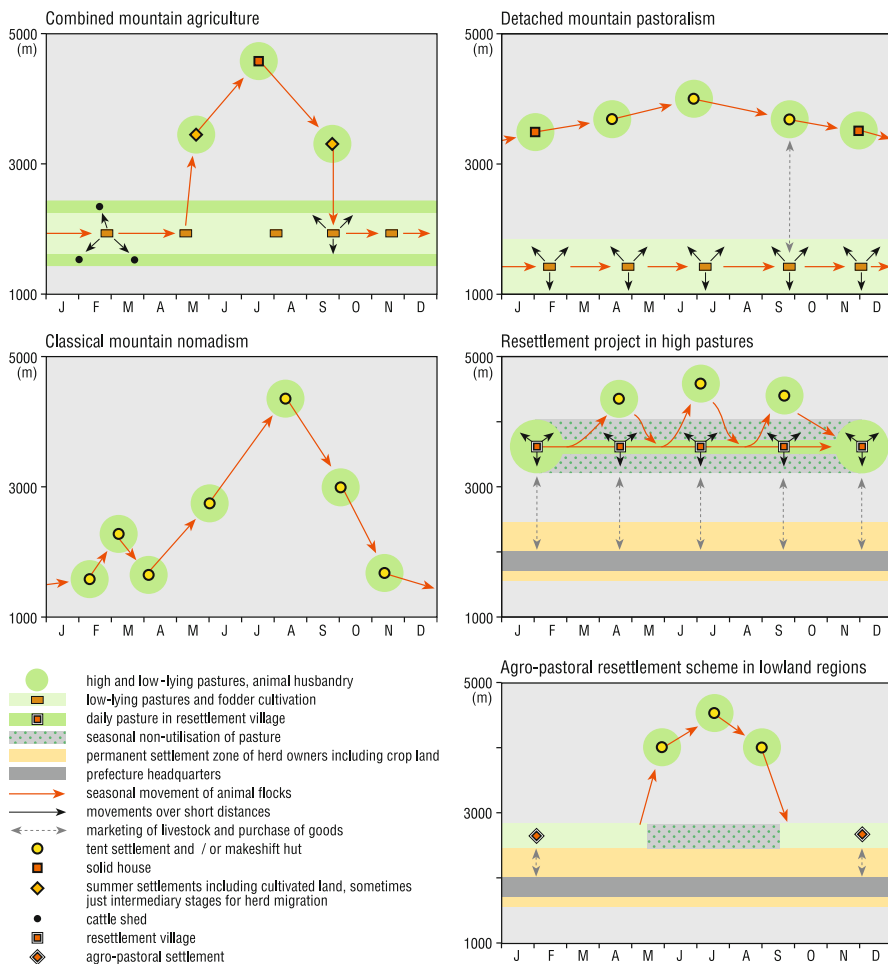 Combined mountain agriculture
5000
(m)
3000
1000
J F M A M J J A S O N D
Detached mountain pastoralism
5000
(m)
3000
1000
J F M A M J J A S O N D
Classical mountain nomadism
5000
(m)
3000
1000
J F M A M J J A S O N D
Resettlement project in high pastures
5000
(m)
3000
1000
J F M A M J J A S O N D
high and low-lying pastures, animal husbandry
low-lying pastures and fodder cultivation
daily pasture in resettlement village
seasonal non-utilisation of pasture
permanent settlement zone of herd owners including crop land
prefecture headquarters
seasonal movement of animal flocks
movements over short distances
marketing of livestock and purchase of goods
tent settlement and / or makeshift hut
solid house
summer settlements including cultivated land, sometimes
just intermediary stages for herd migration
cattle shed
resettlement village
agro-pastoral settlement
Agro-pastoral resettlement scheme in lowland regions
5000
(m)
3000
1000
J F M A M J J A S O N D